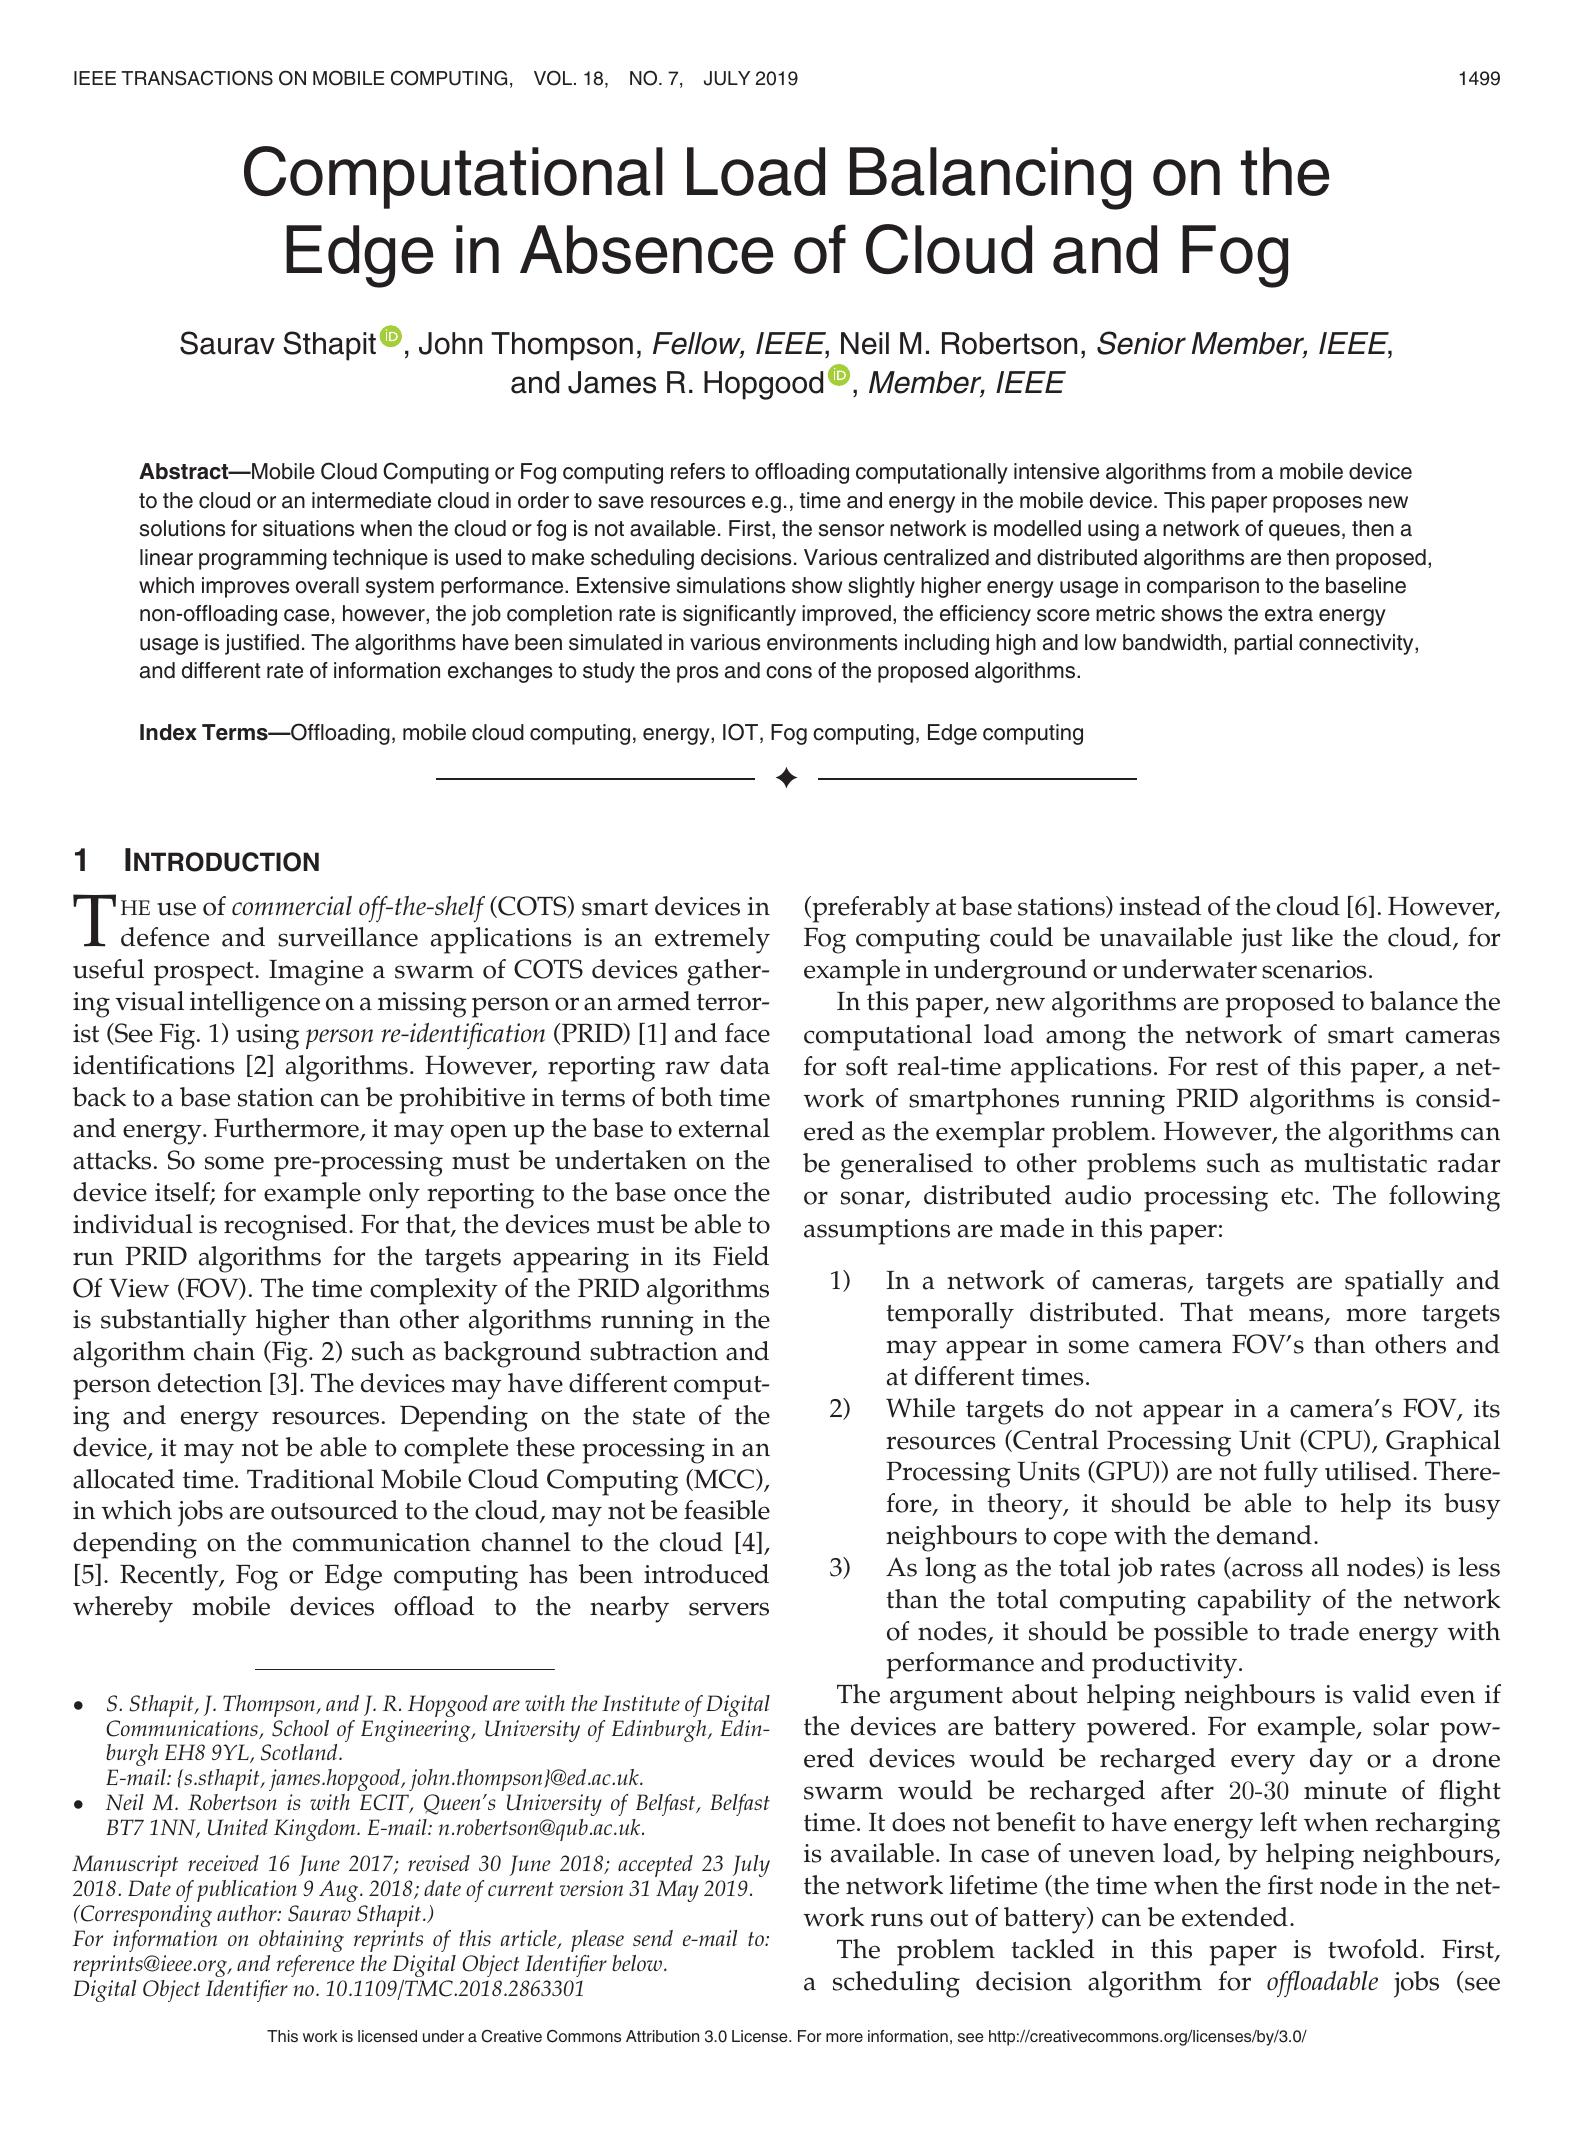 IEEE TRANSACTIONS ON MOBILE COMPUTING, VOL. 18, NO. 7, JULY 2019 1499
Computational Load Balancing on the
Edge in Absence of Cloud and Fog
Saurav Sthapit, John Thompson, Fellow, IEEE, Neil M. Robertson, Senior Member, IEEE,
and James R. Hopgood, Member, IEEE
Abstract—Mobile Cloud Computing or Fog computing refers to offloading computationally intensive algorithms from a mobile device
to the cloud or an intermediate cloud in order to save resources e.g., time and energy in the mobile device. This paper proposes new
solutions for situations when the cloud or fog is not available. First, the sensor network is modelled using a network of queues, then a
linear programming technique is used to make scheduling decisions. Various centralized and distributed algorithms are then proposed,
which improves overall system performance. Extensive simulations show slightly higher energy usage in comparison to the baseline
non-offloading case, however, the job completion rate is significantly improved, the efficiency score metric shows the extra energy
usage is justified. The algorithms have been simulated in various environments including high and low bandwidth, partial connectivity,
and different rate of information exchanges to study the pros and cons of the proposed algorithms.
Index Terms—Offloading, mobile cloud computing, energy, IOT, Fog computing, Edge computing
1 INTRODUCTION
THE use of commercial off-the-shelf (COTS) smart devices in
defence and surveillance applications is an extremely
useful prospect. Imagine a swarm of COTS devices gather-
ing visual intelligence on a missing person or an armed terror-
ist (See Fig. 1) using person re-identification (PRID) [1] and face
identifications [2] algorithms. However, reporting raw data
back to a base station can be prohibitive in terms of both time
and energy. Furthermore, it may open up the base to external
attacks. So some pre-processing must be undertaken on the
device itself; for example only reporting to the base once the
individual is recognised. For that, the devices must be able to
run PRID algorithms for the targets appearing in its Field
Of View (FOV). The time complexity of the PRID algorithms
is substantially higher than other algorithms running in the
algorithm chain (Fig. 2) such as background subtraction and
person detection [3]. The devices may have different comput-
ing and energy resources. Depending on the state of the
device, it may not be able to complete these processing in an
allocated time. Traditional Mobile Cloud Computing (MCC),
in which jobs are outsourced to the cloud, may not be feasible
depending on the communication channel to the cloud [4],
[5]. Recently, Fog or Edge computing has been introduced
whereby mobile devices offload to the nearby servers
• S. Sthapit, J. Thompson, and J. R. Hopgood are with the Institute of Digital
Communications, School of Engineering, University of Edinburgh, Edin-
burgh EH8 9YL, Scotland.
E-mail: {s.sthapit, james.hopgood, john.thompson}@ed.ac.uk.
• Neil M. Robertson is with ECIT, Queen's University of Belfast, Belfast
BT7 1NN, United Kingdom. E-mail: n.robertson@qub.ac.uk.
Manuscript received 16 June 2017; revised 30 June 2018; accepted 23 July
2018. Date of publication 9 Aug. 2018; date of current version 31 May 2019.
(Corresponding author: Saurav Sthapit.)
For information on obtaining reprints of this article, please send e-mail to:
reprints@ieee.org, and reference the Digital Object Identifier below.
Digital Object Identifier no. 10.1109/TMC.2018.2863301
(preferably at base stations) instead of the cloud [6]. However,
Fog computing could be unavailable just like the cloud, for
example in underground or underwater scenarios.
In this paper, new algorithms are proposed to balance the
computational load among the network of smart cameras
for soft real-time applications. For rest of this paper, a net-
work of smartphones running PRID algorithms is consid-
ered as the exemplar problem. However, the algorithms can
be generalised to other problems such as multistatic radar
or sonar, distributed audio processing etc. The following
assumptions are made in this paper:
1) In a network of cameras, targets are spatially and
temporally distributed. That means, more targets
may appear in some camera FOV's than others and
at different times.
2) While targets do not appear in a camera's FOV, its
resources (Central Processing Unit (CPU), Graphical
Processing Units (GPU)) are not fully utilised. There-
fore, in theory, it should be able to help its busy
neighbours to cope with the demand.
3) As long as the total job rates (across all nodes) is less
than the total computing capability of the network
of nodes, it should be possible to trade energy with
performance and productivity.
The argument about helping neighbours is valid even if
the devices are battery powered. For example, solar pow-
ered devices would be recharged every day or a drone
swarm would be recharged after 20-30 minute of flight
time. It does not benefit to have energy left when recharging
is available. In case of uneven load, by helping neighbours,
the network lifetime (the time when the first node in the net-
work runs out of battery) can be extended.
The problem tackled in this paper is twofold. First,
a scheduling decision algorithm for offloadable jobs (see
This work is licensed under a Creative Commons Attribution 3.0 License. For more information, see http://creativecommons.org/licenses/by/3.0/